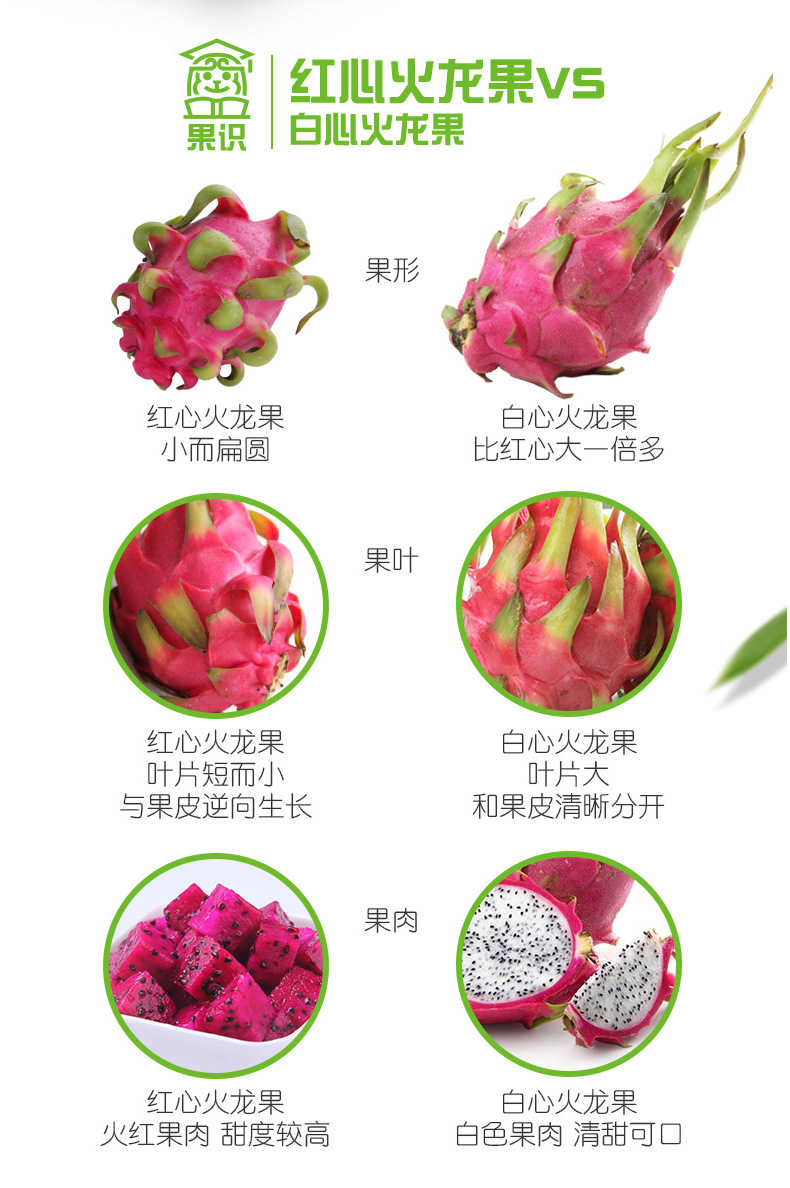 果识
红心火龙果VS
白心火龙果
果形
红心火龙果
小而扁圆
白心火龙果
比红心大一倍多
果叶
红心火龙果
叶片短而小
与果皮逆向生长
白心火龙果
叶片大
和果皮清晰分开
果肉
红心火龙果
火红果肉 甜度较高
白心火龙果
白色果肉 清甜可口